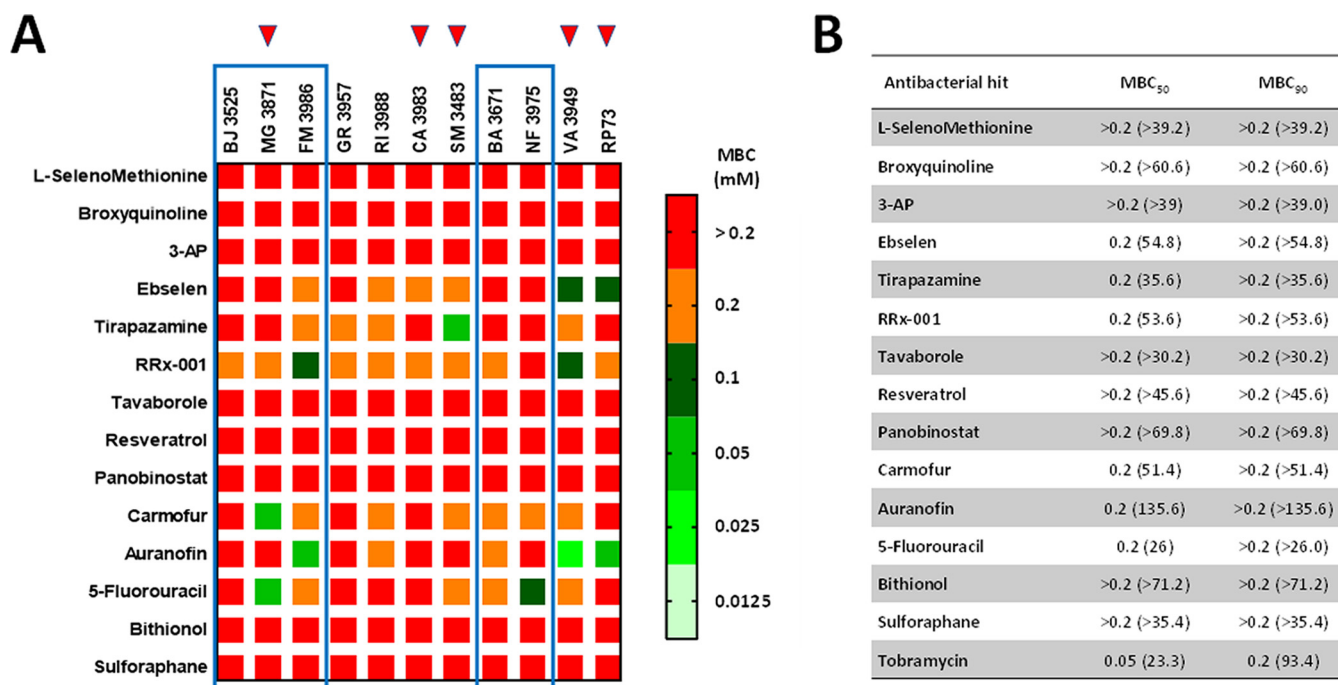 A
BJ 3525
MG 3871
FM 3986
GR 3957
RI 3988
CA 3983
SM 3483
BA 3671
NF 3975
VA 3949
RP73
L-SelenoMethionine
Broxyquinoline
3-AP
Ebselen
Tirapazamine
RRx-001
Tavaborole
Resveratrol
Panobinostat
Carmofur
Auranofin
5-Fluorouracil
Bithionol
Sulforaphane
MBC
(mM)
> 0.2
0.2
0.1
0.05
0.025
0.0125
B
Antibacterial hit MBC50 MBC90
L-SelenoMethionine >0.2 (>39.2) >0.2 (>39.2)
Broxyquinoline >0.2 (>60.6) >0.2 (>60.6)
3-AP >0.2 (>39) >0.2 (>39.0)
Ebselen 0.2 (54.8) >0.2 (>54.8)
Tirapazamine 0.2 (35.6) >0.2 (>35.6)
RRx-001 0.2 (53.6) >0.2 (>53.6)
Tavaborole >0.2 (>30.2) >0.2 (>30.2)
Resveratrol >0.2 (>45.6) >0.2 (>45.6)
Panobinostat >0.2 (>69.8) >0.2 (>69.8)
Carmofur 0.2 (51.4) >0.2 (>51.4)
Auranofin 0.2 (135.6) >0.2 (>135.6)
5-Fluorouracil 0.2 (26) >0.2 (>26.0)
Bithionol >0.2 (>71.2) >0.2 (>71.2)
Sulforaphane >0.2 (>35.4) >0.2 (>35.4)
Tobramycin 0.05 (23.3) 0.2 (93.4)